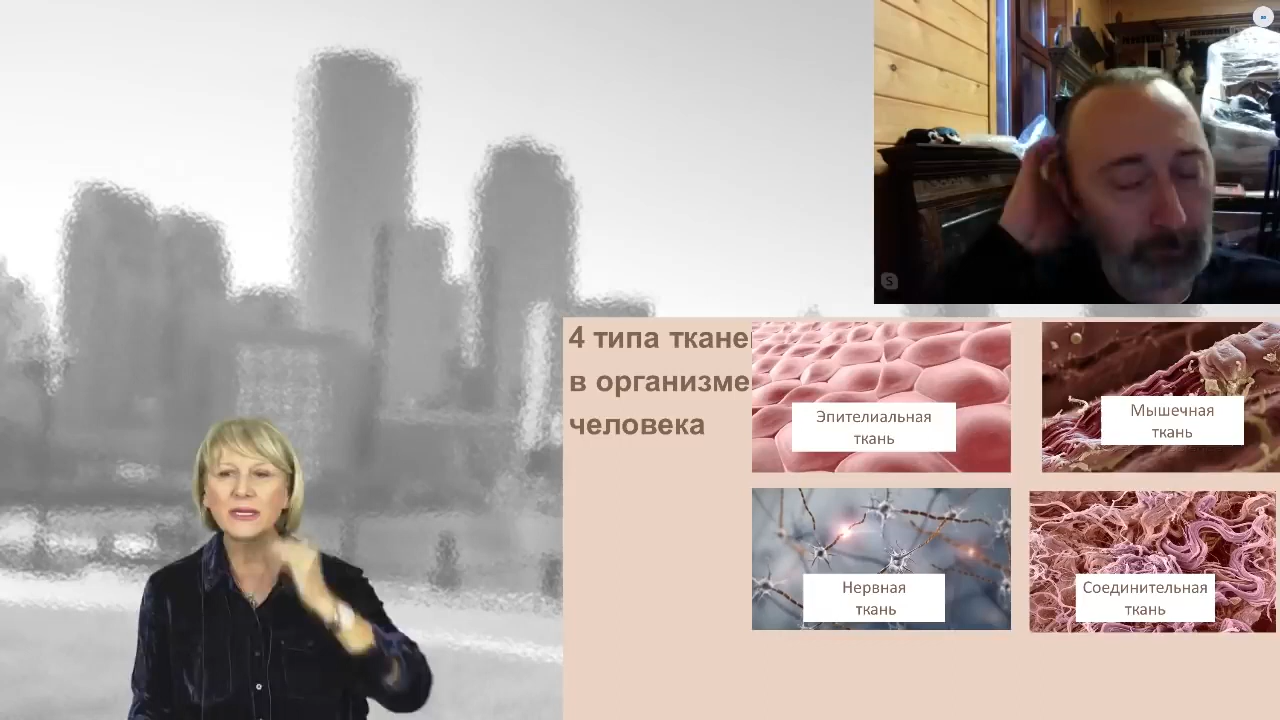 4 типа ткане
в организме
человека
Эпителиальная
ткань
Мышечная
ткань
Нервная
ткань
Соединительная
ткань